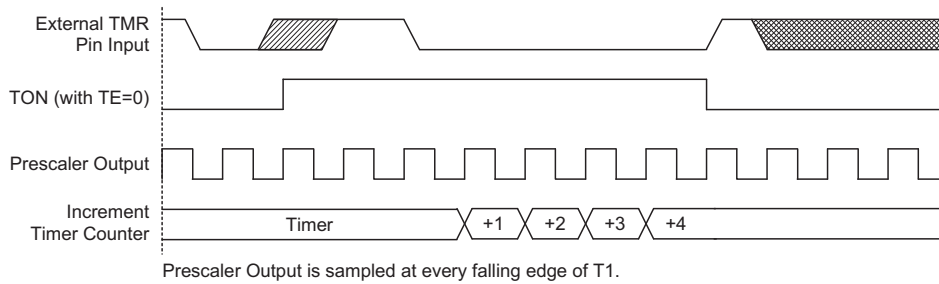 External TMR
Pin Input
TON (with TE=0)
Prescaler Output
Increment
Timer Counter
Timer +1 +2 +3 +4
Prescaler Output is sampled at every falling edge of T1.